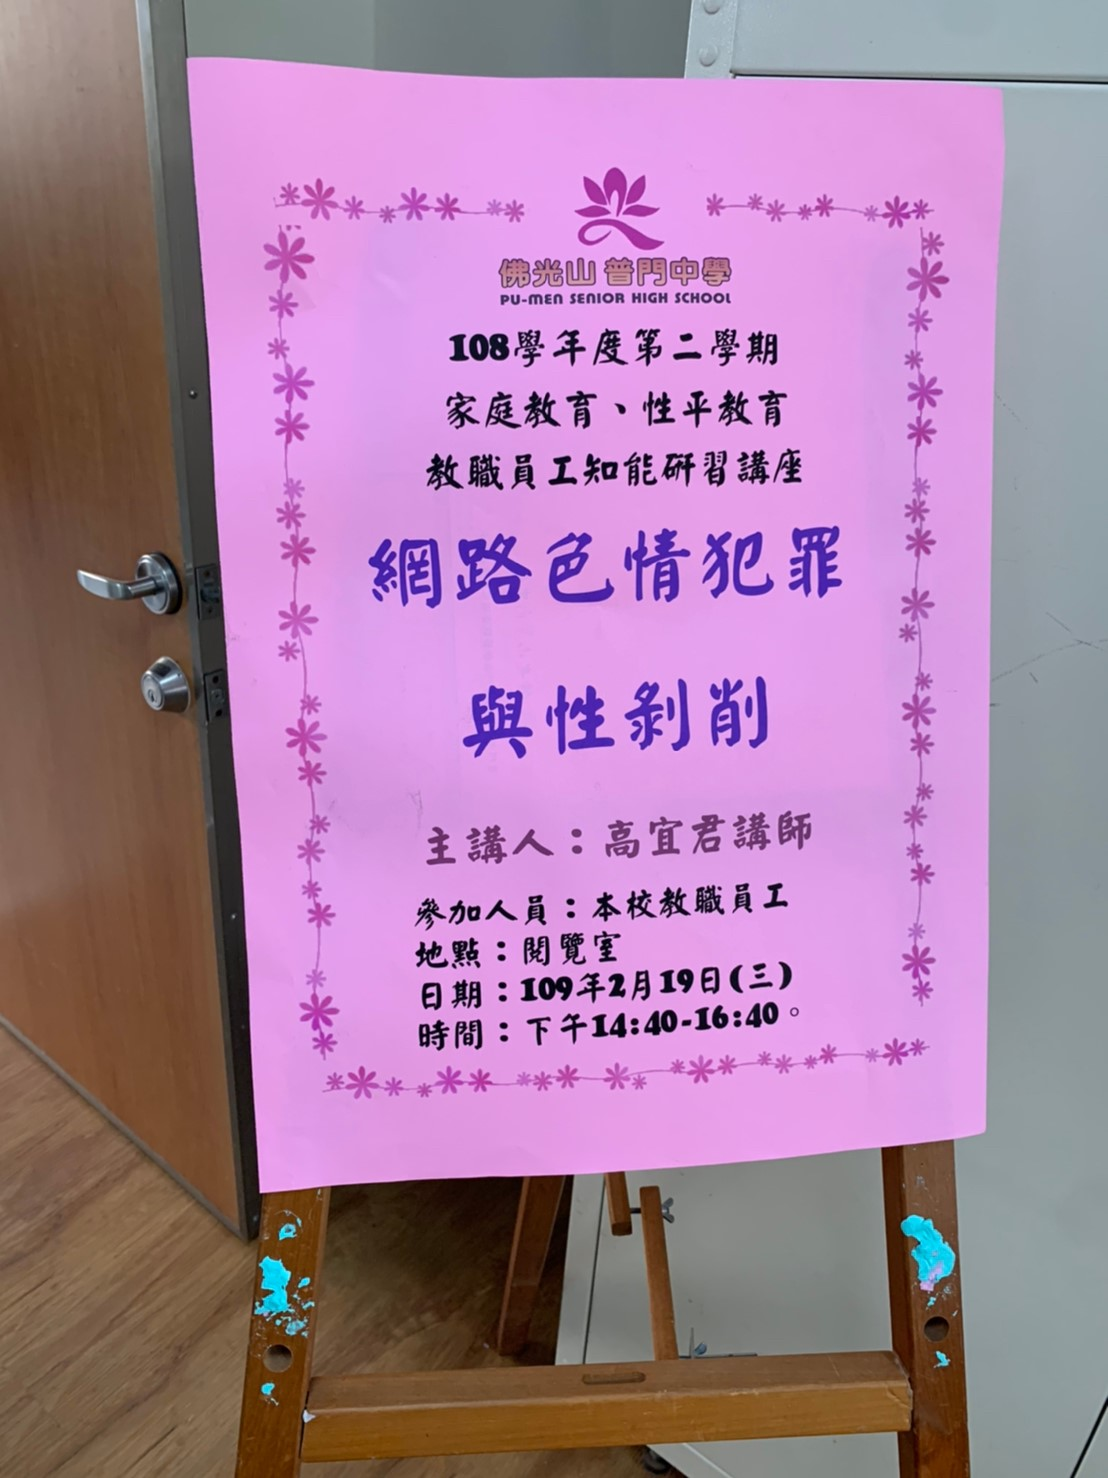 佛光山 普門中學
PU-MEN SENIOR HIGH SCHOOL
108學年度第二學期
家庭教育、性平教育
教職員工知能研習講座
網路色情犯罪
與性剝削
主講人：高宜君講師
參加人員：本校教職員工
地點：閱覽室
日期：109年2月19日(三)
時間：下午14:40-16:40。